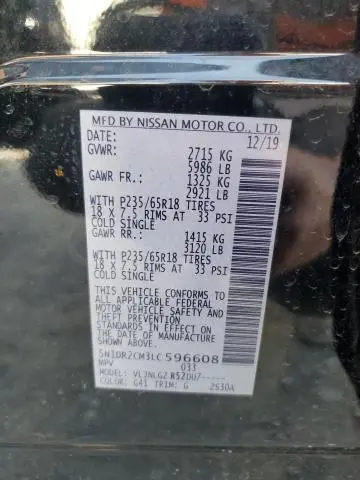 MFD BY NISSAN MOTOR CO., LTD.
DATE: 12/19
GVWR: 2715 KG
5986 LB
GAWR FR.: 1325 KG
2921 LB
WITH P235/65R18 TIRES
18 X 7.5 RIMS AT 33 PSI
COLD SINGLE
GAWR RR.: 1415 KG
3120 LB
WITH P235/65R18 TIRES
18 X 7.5 RIMS AT 33 PSI
COLD SINGLE
THIS VEHICLE CONFORMS TO
ALL APPLICABLE FEDERAL
MOTOR VEHICLE SAFETY AND
THEFT PREVENTION
STANDARDS IN EFFECT ON
THE DATE OF MANUFACTURE
SHOWN ABOVE.
5N1DR2CM3LC596608
MPV 033
MODEL:
COLOR: G41 TRIM: G 2630A